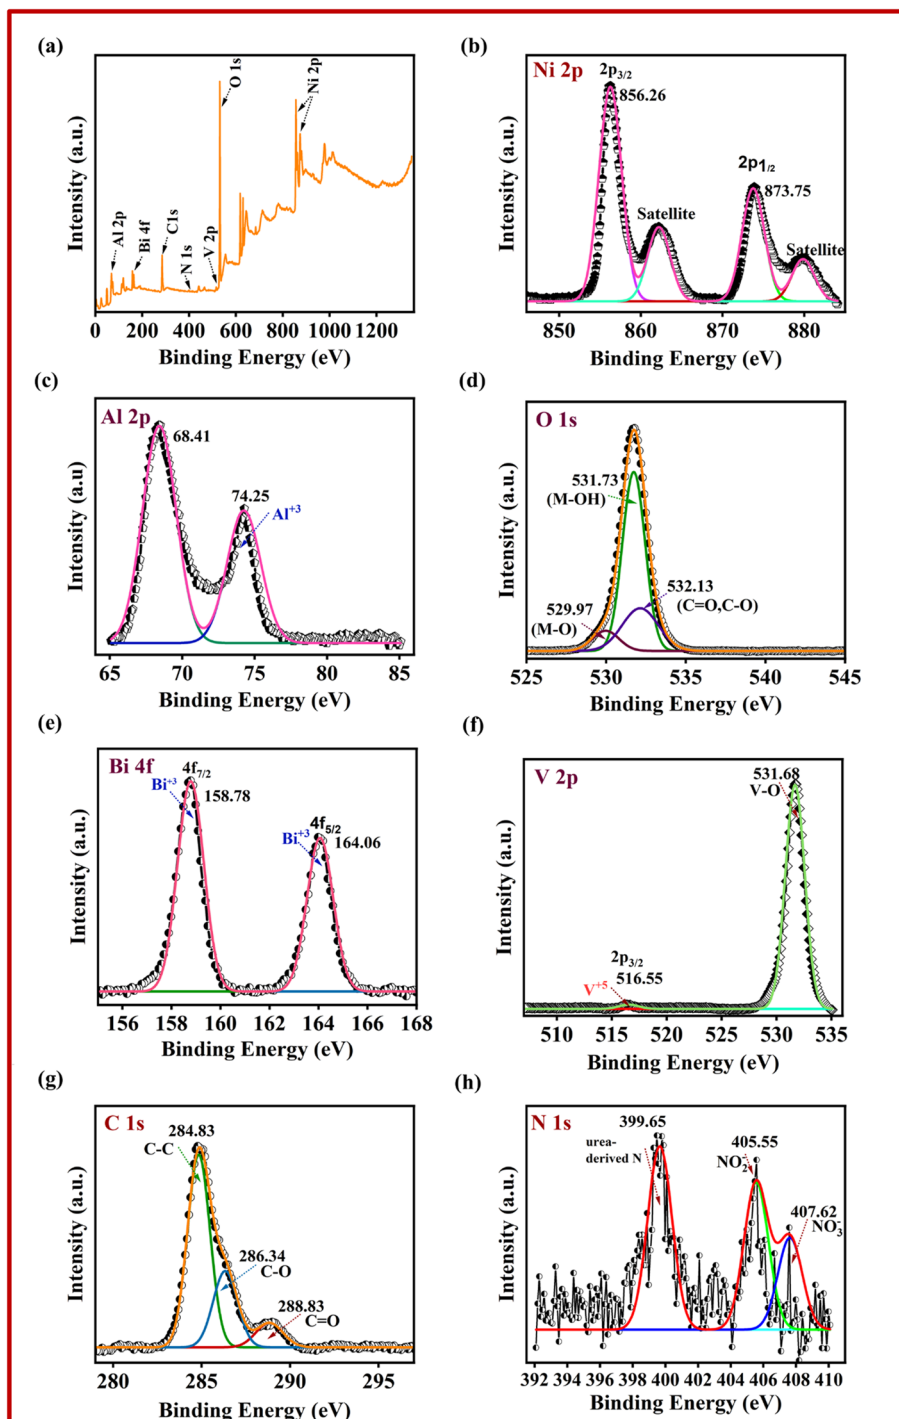 (a)
Intensity (a.u.)
Al 2p
Bi 4f
C1s
N 1s
V 2p
O 1s
Ni 2p
0 200 400 600 800 1000 1200
Binding Energy (eV)
(b)
Intensity (a.u.)
Ni 2p
2p3/2
856.26
Satellite
2p1/2
873.75
Satellite
850 860 870 880
Binding Energy (eV)
(c)
Intensity (a.u)
Al 2p
68.41
74.25
Al+3
65 70 75 80 85
Binding Energy (eV)
(d)
Intensity (a.u.)
O 1s
531.73
(M-OH)
532.13
(C=O,C-O)
529.97
(M-O)
525 530 535 540 545
Binding Energy (eV)
(e)
Intensity (a.u.)
Bi 4f
4f7/2
Bi+3
158.78
4f5/2
Bi+3
164.06
156 158 160 162 164 166 168
Binding Energy (eV)
(f)
Intensity (a.u.)
V 2p
531.68
V-O
2p3/2
516.55
V+5
510 515 520 525 530 535
Binding Energy (eV)
(g)
Intensity (a.u.)
C 1s
284.83
C-C
286.34
C-O
288.83
C=O
280 285 290 295
Binding Energy (eV)
(h)
Intensity (a.u.)
N 1s
399.65
urea-
derived N
405.55
NO2-
407.62
NO3-
392 394 396 398 400 402 404 406 408 410
Binding Energy (eV)